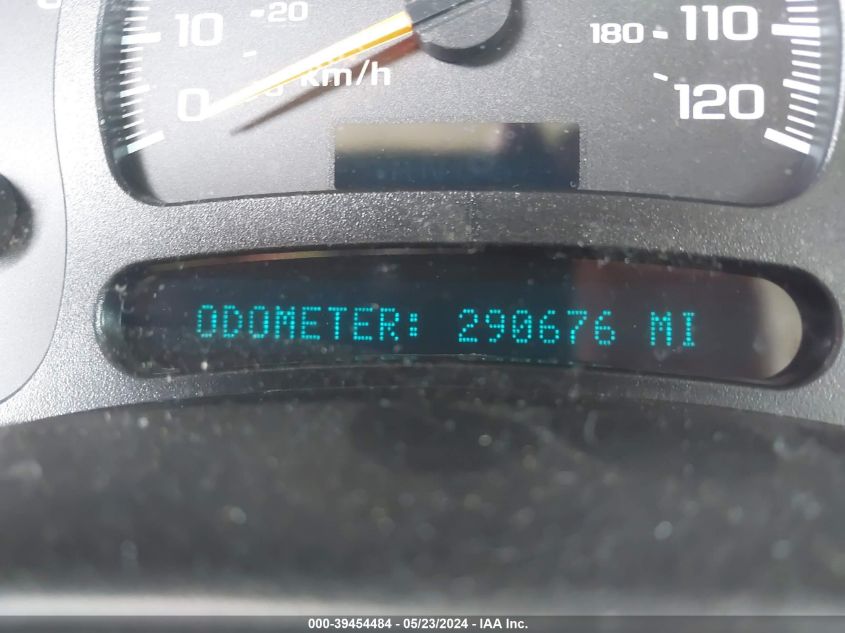 10 20 180 110
km/h
0 120
ODOMETER: 290676 MI
000-39454484 - 05/23/2024 - IAA Inc.